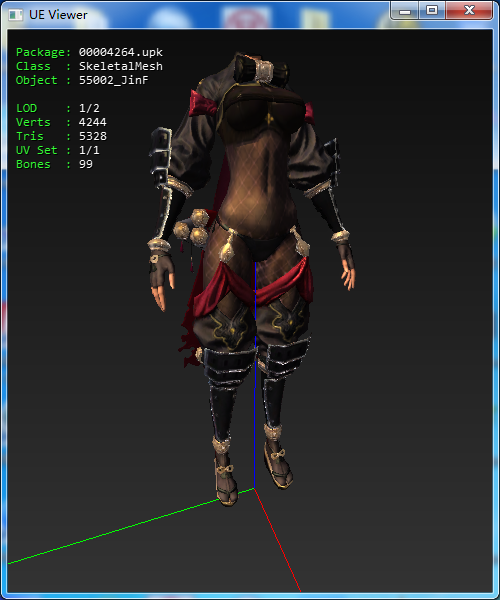 UE Viewer
Package: 00004264.upk
Class : SkeletalMesh
Object : 55002_JinF
LOD : 1/2
Verts : 4244
Tris : 5328
UV Set : 1/1
Bones : 99